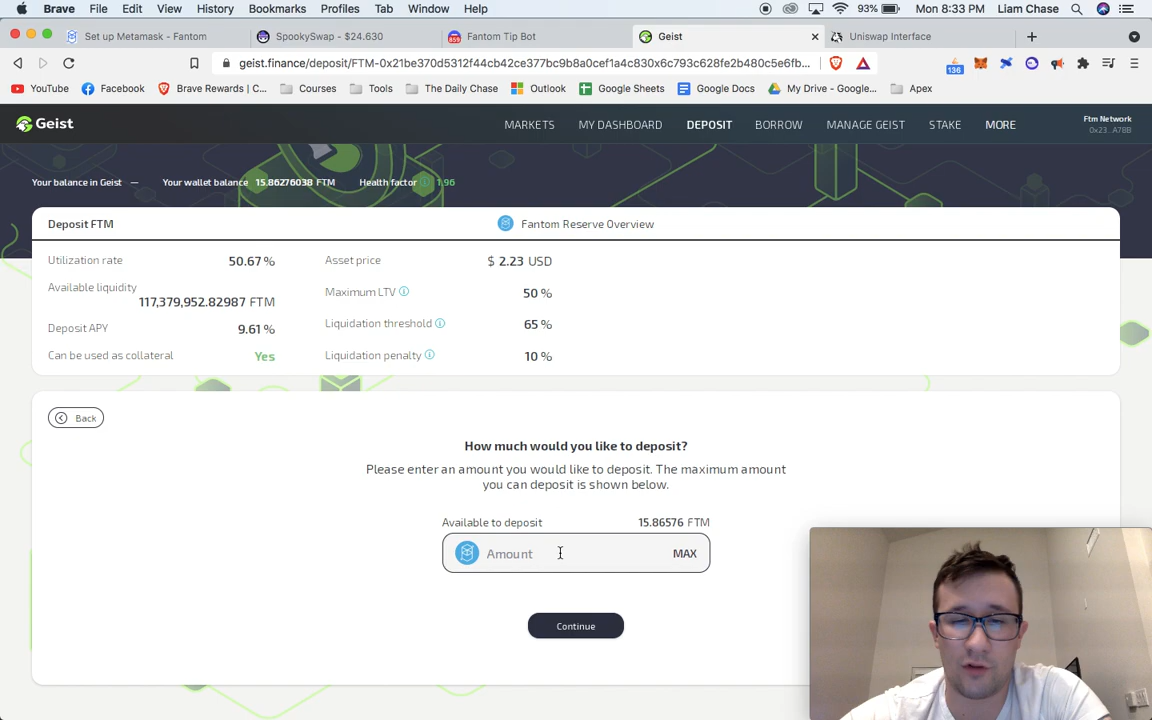 Brave File Edit View History Bookmarks Profiles Tab Window Help 93% Mon 8:33 PM Liam Chase
Set up Metamask - Fantom SpookySwap - $24.630 Fantom Tip Bot Geist Uniswap Interface
geist.finance/deposit/FTM-0x21be370d5312f44cb42ce377bc9b8a0cef1a4c830x6c793c628fe2b480c5e6fb... 136
YouTube Facebook Brave Rewards | C... Courses Tools The Daily Chase Outlook Google Sheets Google Docs My Drive - Google... Apex
Geist MARKETS MY DASHBOARD DEPOSIT BORROW MANAGE GEIST STAKE MORE
Ftm Network
0x23...A78B
Your balance in Geist — Your wallet balance 15.86276038 FTM Health factor 1.96
Deposit FTM Fantom Reserve Overview
Utilization rate 50.67 % Asset price $ 2.23 USD
Available liquidity
117,379,952.82987 FTM
Maximum LTV 50 %
Liquidation threshold 65 %
Deposit APY 9.61 %
Can be used as collateral Yes Liquidation penalty 10 %
Back
How much would you like to deposit?
Please enter an amount you would like to deposit. The maximum amount
you can deposit is shown below.
Available to deposit 15.86576 FTM
Amount MAX
Continue